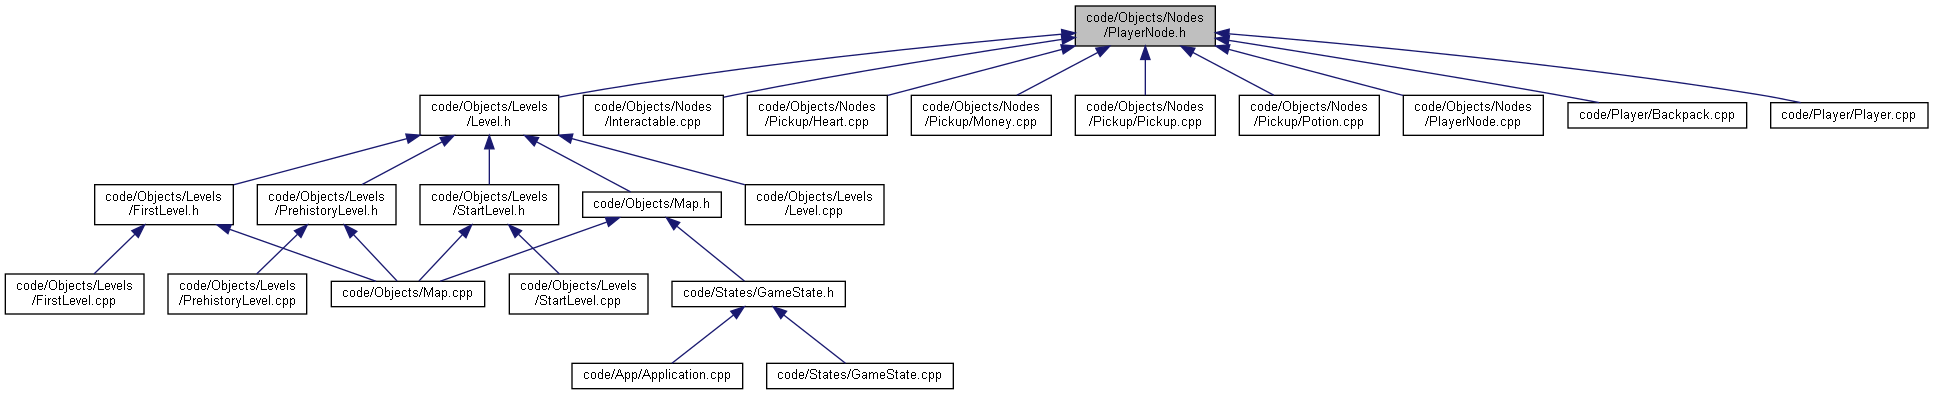 code/Objects/Nodes
/PlayerNode.h
code/Objects/Levels
/Level.h
code/Objects/Nodes
/Interactable.cpp
code/Objects/Nodes
/Pickup/Heart.cpp
code/Objects/Nodes
/Pickup/Money.cpp
code/Objects/Nodes
/Pickup/Pickup.cpp
code/Objects/Nodes
/Pickup/Potion.cpp
code/Objects/Nodes
/PlayerNode.cpp
code/Player/Backpack.cpp
code/Player/Player.cpp
code/Objects/Levels
/FirstLevel.h
code/Objects/Levels
/PrehistoryLevel.h
code/Objects/Levels
/StartLevel.h
code/Objects/Map.h
code/Objects/Levels
/Level.cpp
code/Objects/Levels
/FirstLevel.cpp
code/Objects/Levels
/PrehistoryLevel.cpp
code/Objects/Map.cpp
code/Objects/Levels
/StartLevel.cpp
code/States/GameState.h
code/App/Application.cpp
code/States/GameState.cpp